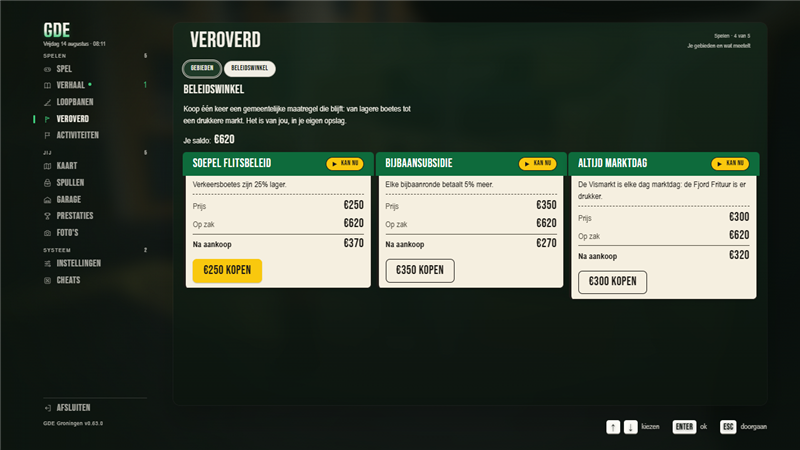 GDE
Vrijdag 14 augustus · 08:11
SPELEN 5
SPEL
VERHAAL 1
LOOPBANEN
VEROVERD
ACTIVITEITEN
JIJ 5
KAART
SPULLEN
GARAGE
PRESTATIES
FOTO'S
SYSTEEM 2
INSTELLINGEN
CHEATS
AFSLUITEN
GDE Groningen v0.63.0
VEROVERD
Spelen · 4 van 5
Je gebieden en wat meetelt
GEBIEDEN
BELEIDSWINKEL
BELEIDSWINKEL
Koop één keer een gemeentelijke maatregel die blijft: van lagere boetes tot
een drukkere markt. Het is van jou, in je eigen opslag.
Je saldo: €620
SOEPEL FLITSBELEID
► KAN NU
Verkeersboetes zijn 25% lager.
Prijs €250
Op zak €620
Na aankoop €370
€250 KOPEN
BIJBAANSUBSIDIE
► KAN NU
Elke bijbaanronde betaalt 5% meer.
Prijs €350
Op zak €620
Na aankoop €270
€350 KOPEN
ALTIJD MARKTDAG
► KAN NU
De Vismarkt is elke dag marktdag: de Fjord Frituur is er
drukker.
Prijs €300
Op zak €620
Na aankoop €320
€300 KOPEN
↑ ↓ kiezen ENTER ok ESC doorgaan